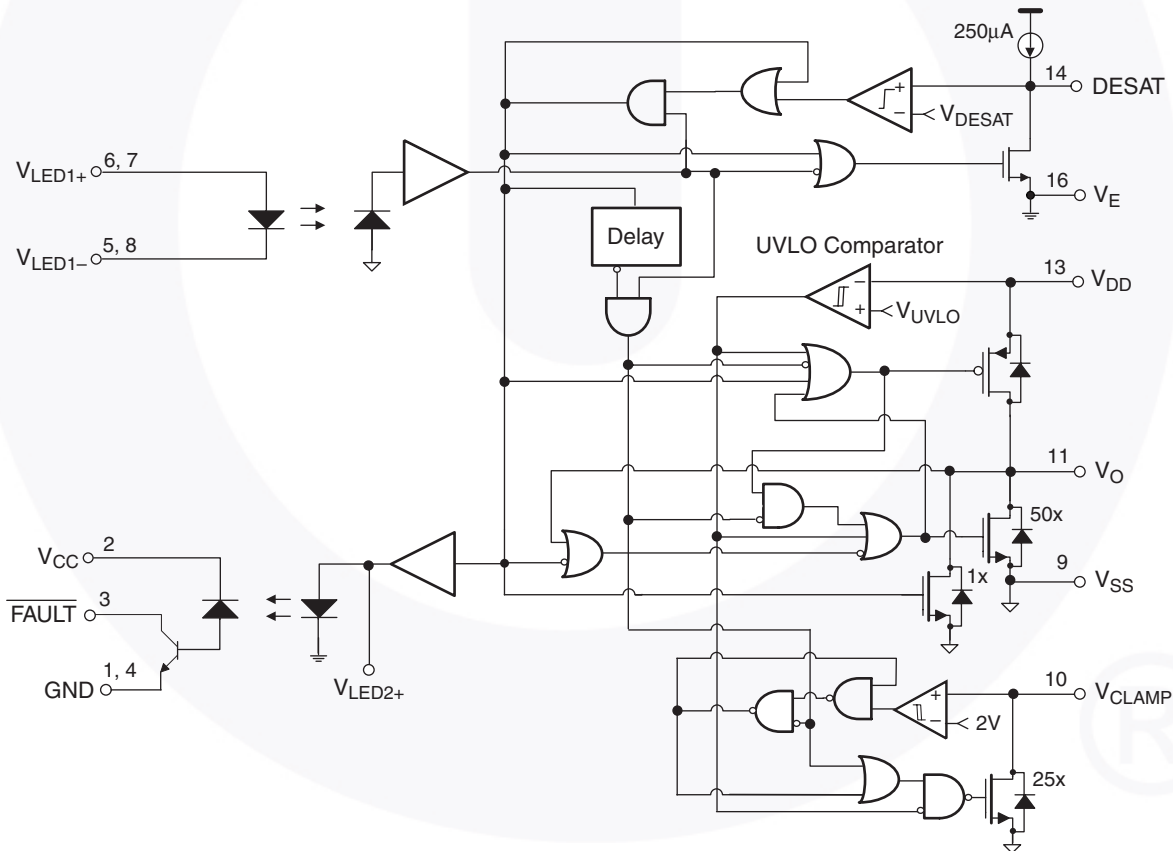 250μA
14 DESAT
+
−
V_DESAT
V_LED1+ 6, 7
16 V_E
V_LED1− 5, 8
Delay
UVLO Comparator
13 V_DD
−
+
V_UVLO
11 V_O
50x
V_CC 2
9 V_SS
1x
FAULT 3
GND 1, 4
V_LED2+
10 V_CLAMP
+
−
2V
25x
®